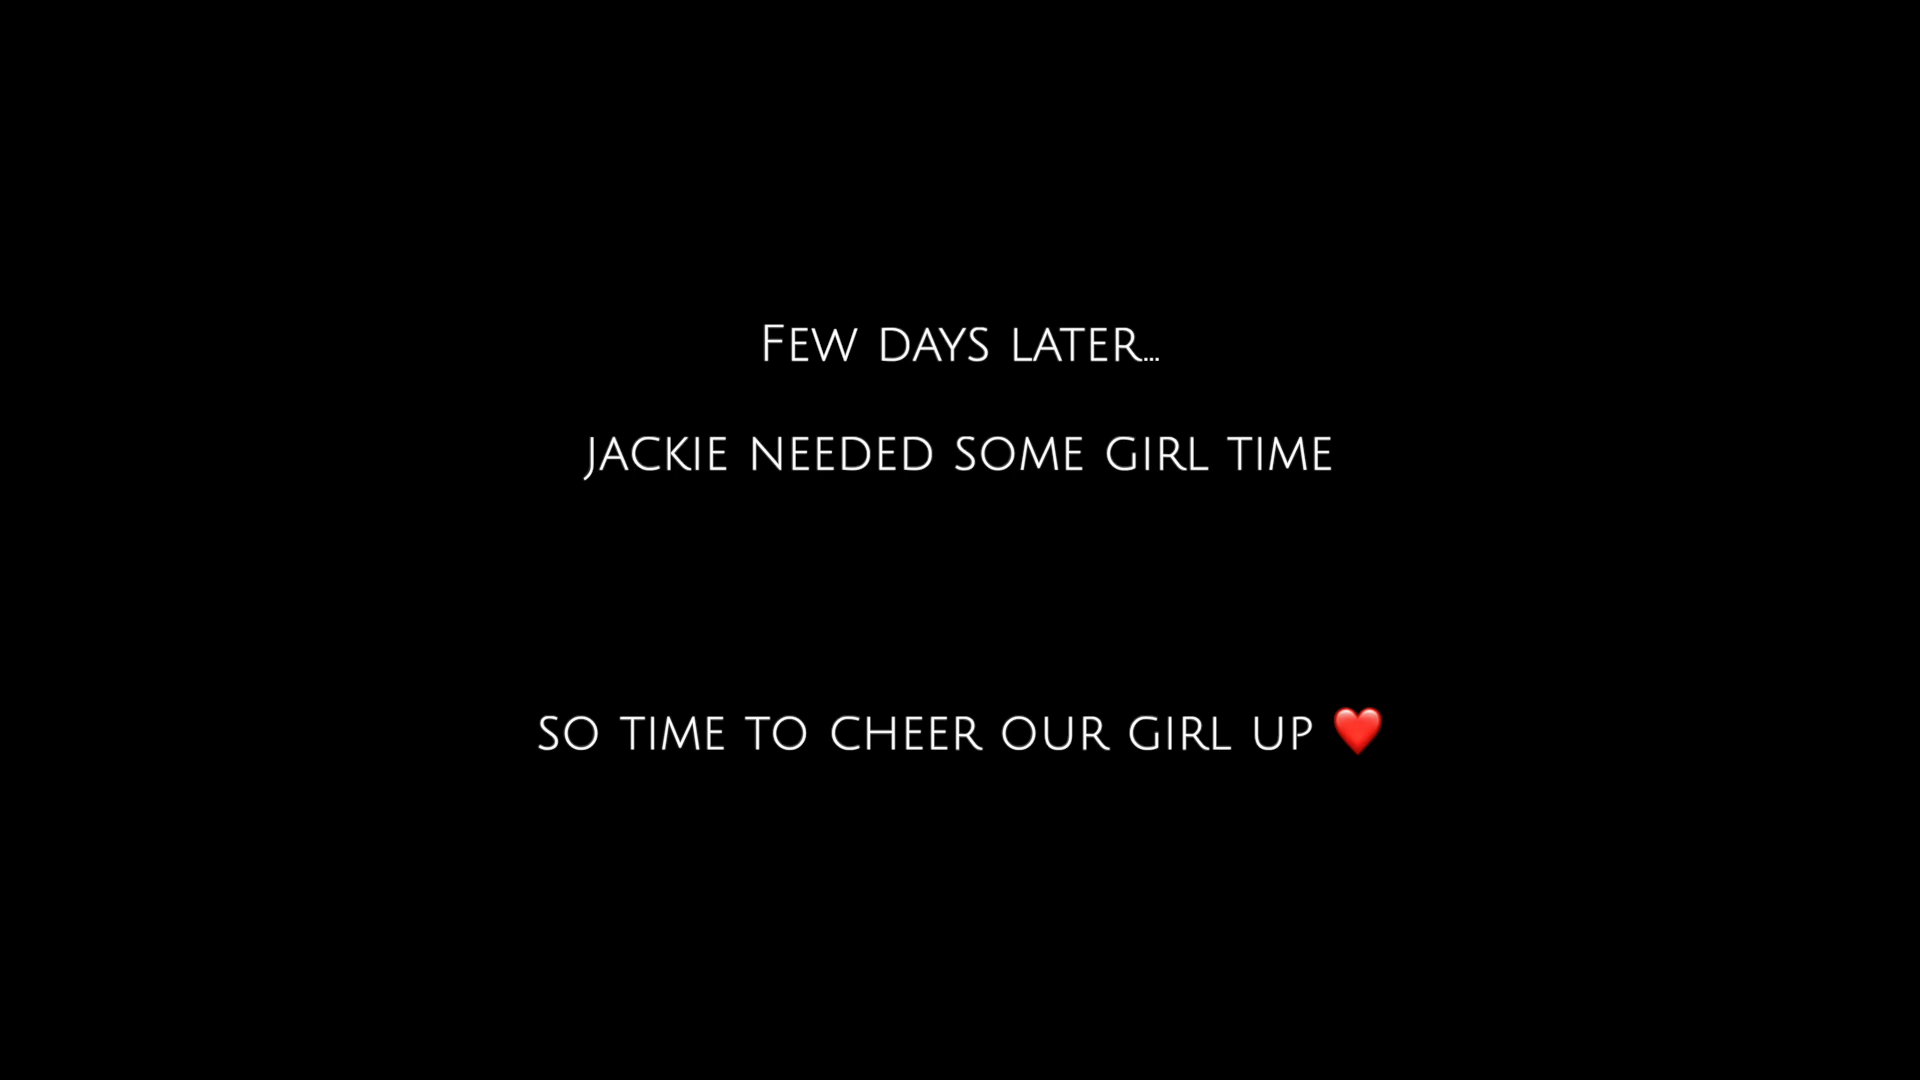 Few days later...
Jackie needed some girl time
so time to cheer our girl up ❤️